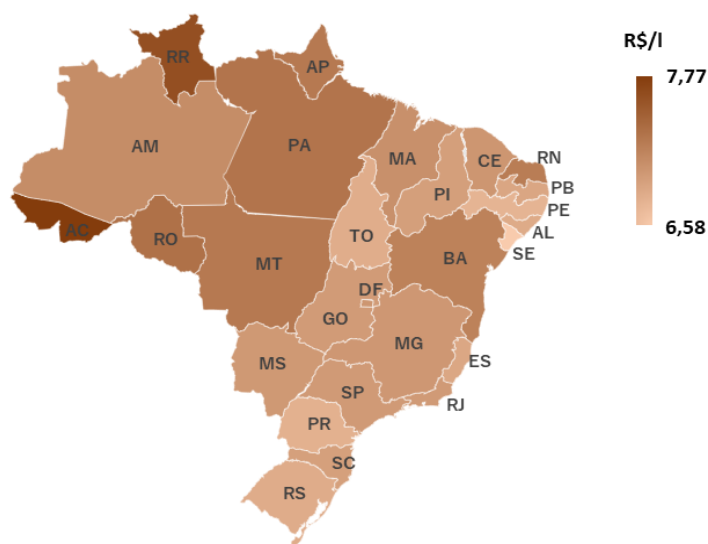 R$/l
7,77
6,58
RR
AP
AM
PA
MA
CE
RN
PB
PE
PI
AL
SE
AC
RO
TO
BA
MT
DF
GO
MG
ES
MS
SP
RJ
PR
SC
RS